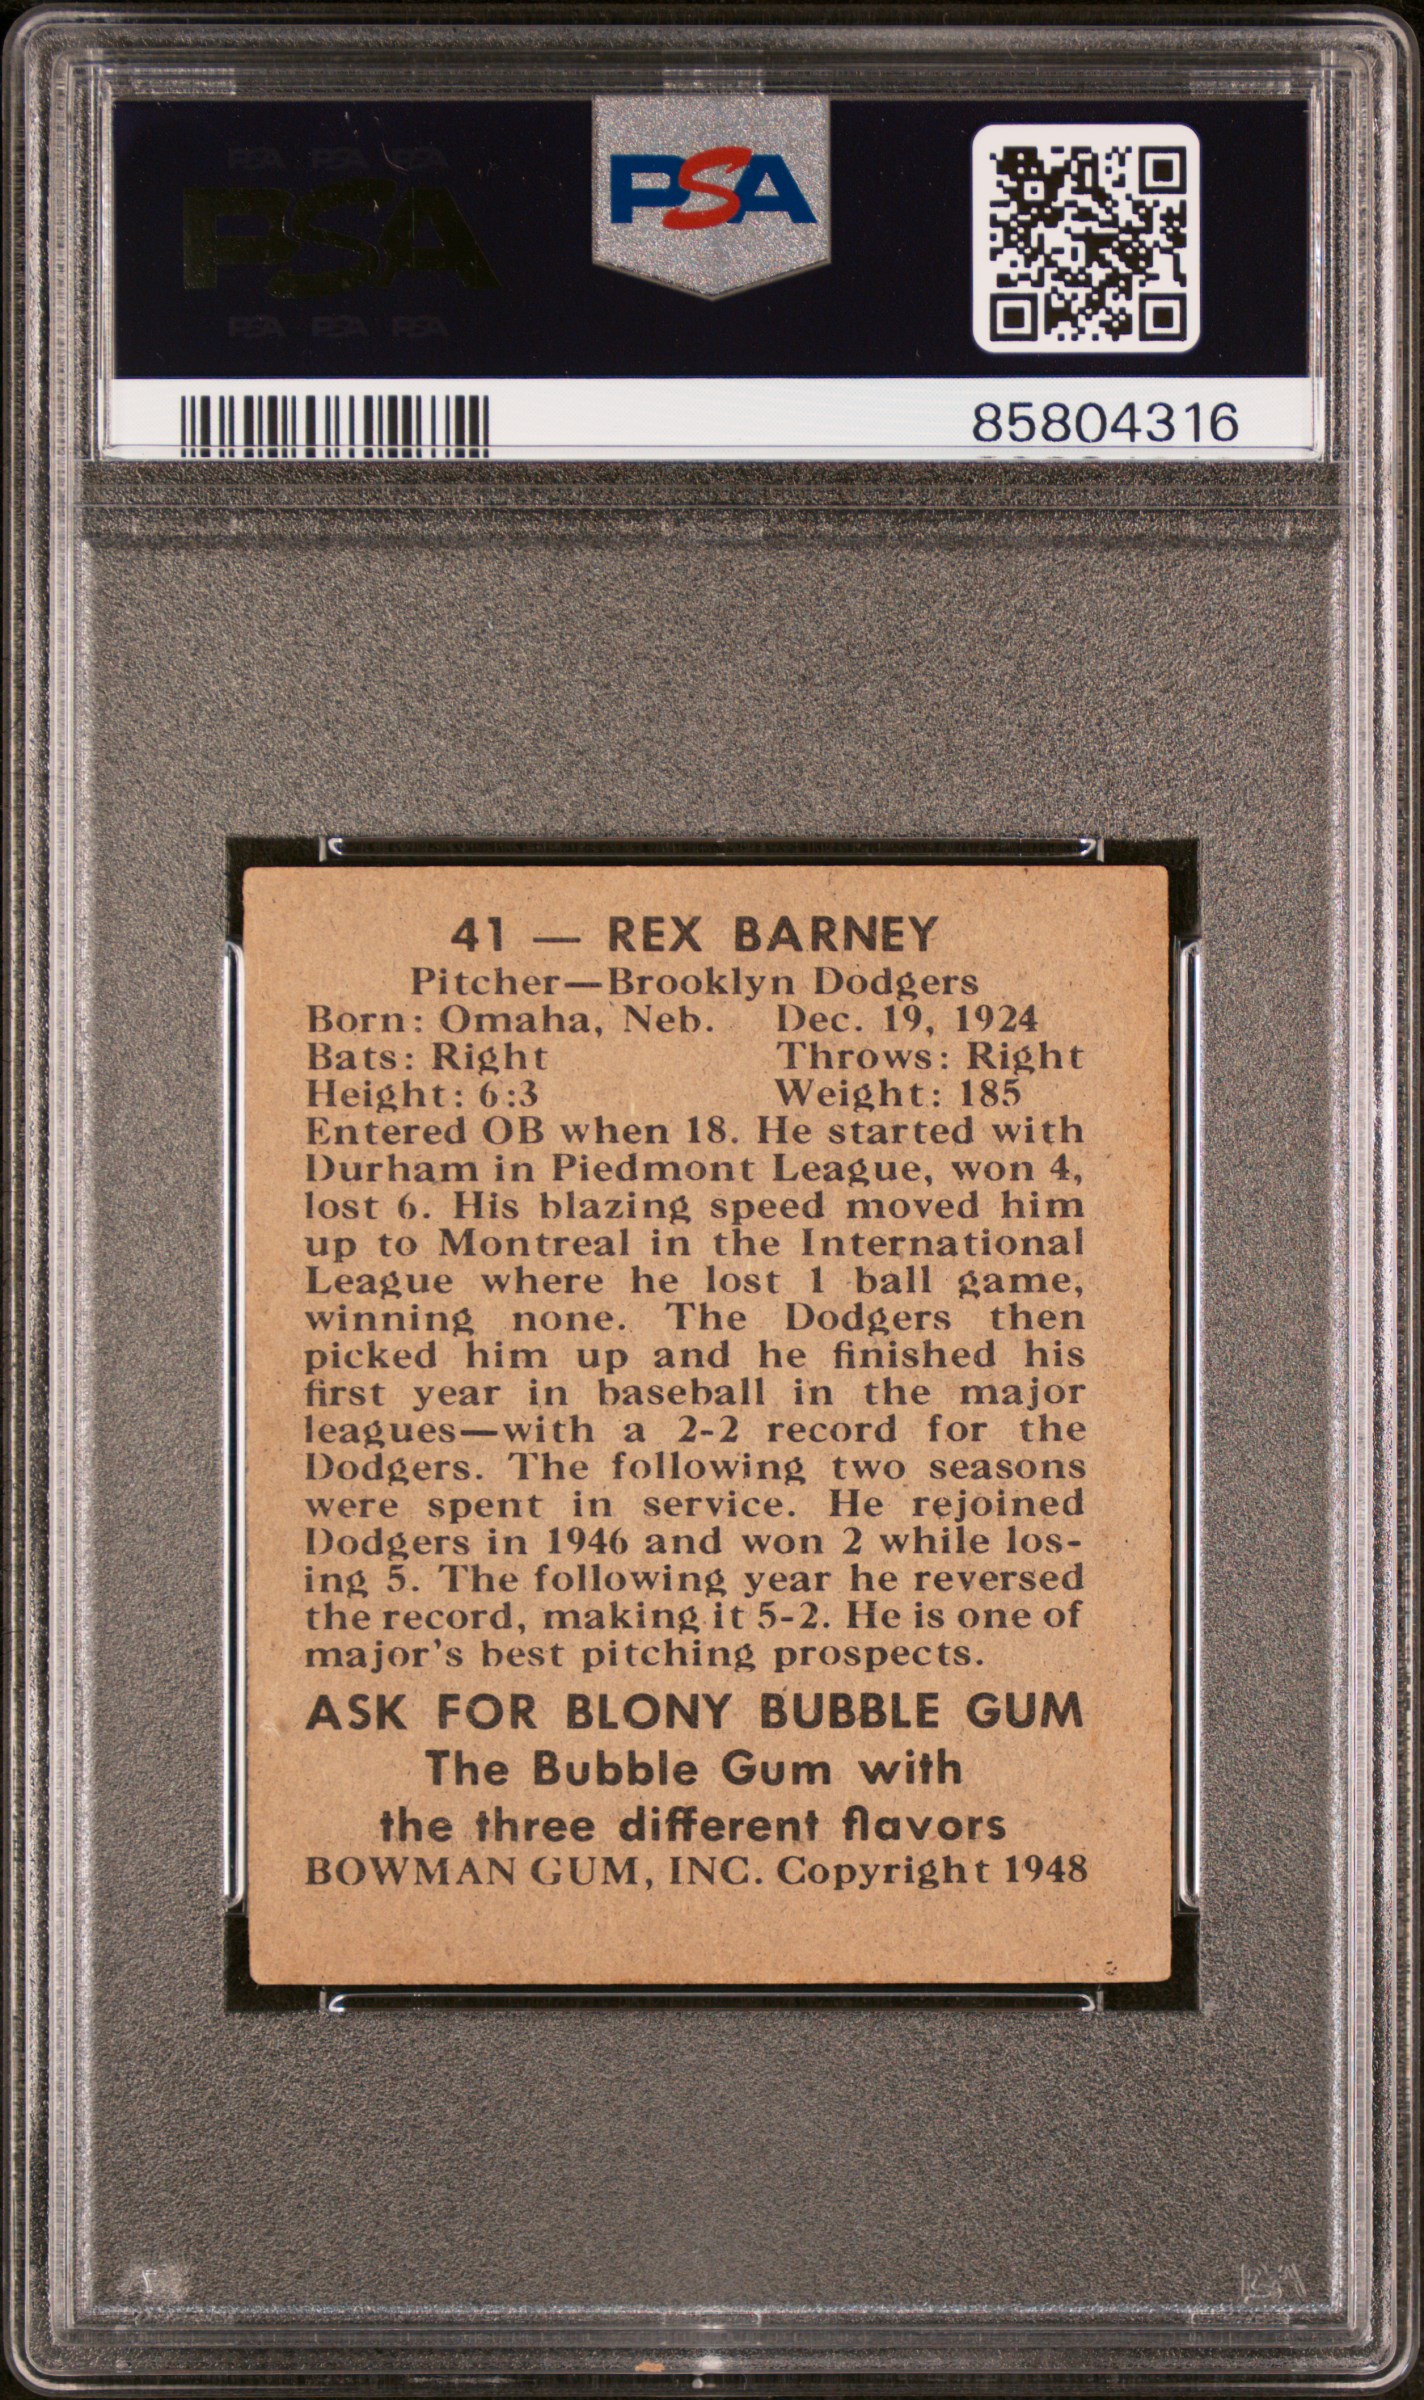 PSA PSA PSA
PSA
PSA PSA PSA
PSA
85804316
41 — REX BARNEY
Pitcher—Brooklyn Dodgers
Born: Omaha, Neb. Dec. 19, 1924
Bats: Right Throws: Right
Height: 6:3 Weight: 185
Entered OB when 18. He started with
Durham in Piedmont League, won 4,
lost 6. His blazing speed moved him
up to Montreal in the International
League where he lost 1 ball game,
winning none. The Dodgers then
picked him up and he finished his
first year in baseball in the major
leagues—with a 2-2 record for the
Dodgers. The following two seasons
were spent in service. He rejoined
Dodgers in 1946 and won 2 while los-
ing 5. The following year he reversed
the record, making it 5-2. He is one of
major's best pitching prospects.
ASK FOR BLONY BUBBLE GUM
The Bubble Gum with
the three different flavors
BOWMAN GUM, INC. Copyright 1948